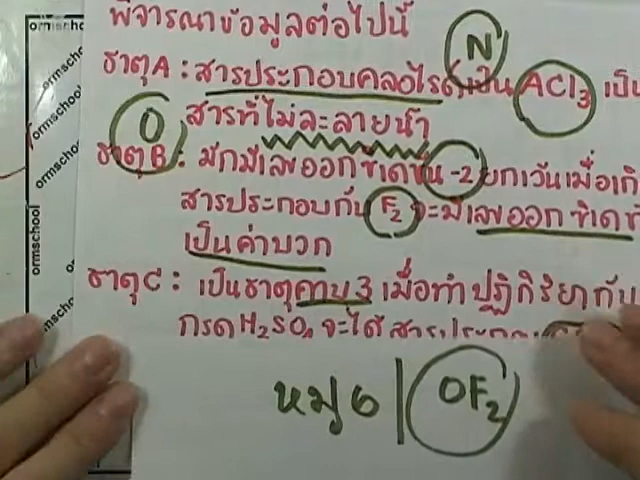 พิจารณาข้อมูลต่อไปนี้
N
ธาตุA : สารประกอบคลอไรด์เป็น ACl3 เป็น
O
สารที่ไม่ละลายน้ำ
ธาตุB : มักมีเลขออกซิเดชัน -2 ยกเว้นเมื่อเกิ
สารประกอบกับ F2 จะมีเลขออกซิเดช
เป็นค่าบวก
ธาตุC : เป็นธาตุคาบ 3 เมื่อทำปฏิกิริยากับ
กรดH2SO4 จะได้สารประกอบ
หมู่ 6 | OF2
ormschool
ormschool
ormschool
ormschool